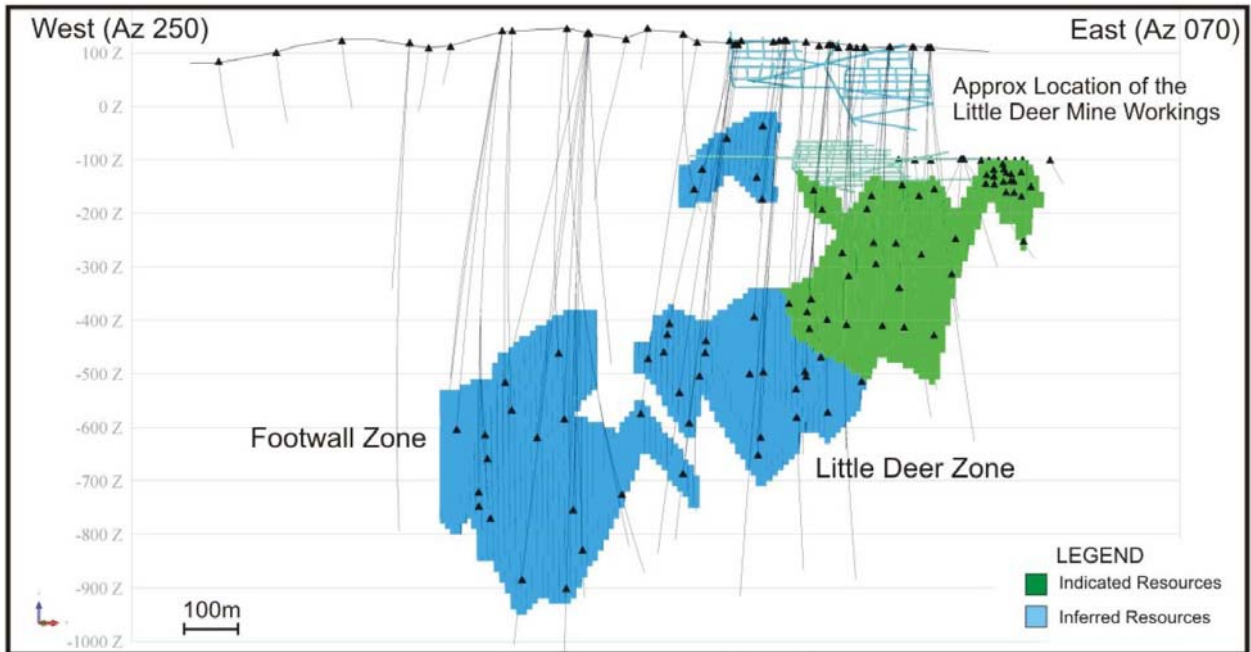 West (Az 250)
East (Az 070)
100 Z
0 Z
-100 Z
-200 Z
-300 Z
-400 Z
-500 Z
-600 Z
-700 Z
-800 Z
-900 Z
-1000 Z
Approx Location of the
Little Deer Mine Workings
Footwall Zone
Little Deer Zone
100m
LEGEND
Indicated Resources
Inferred Resources